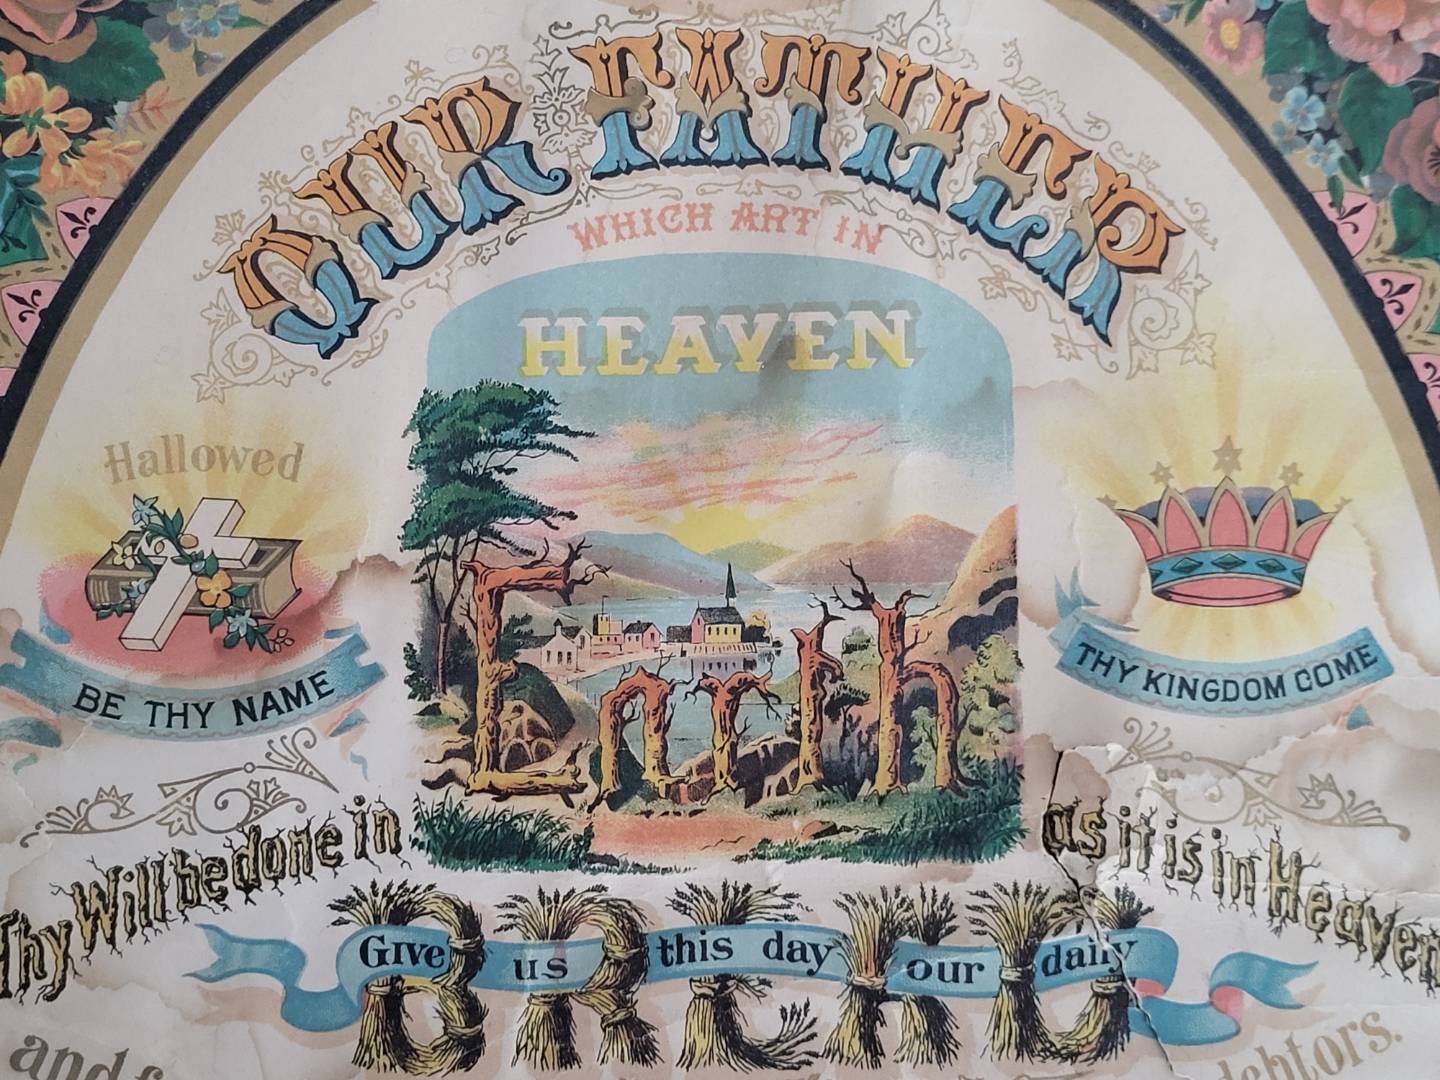 OUR FATHER
WHICH ART IN
HEAVEN
Hallowed
BE THY NAME
THY KINGDOM COME
Thy Will be done in
Earth
as it is in Heaven
Give us this day our daily
BREAD
and
debtors.